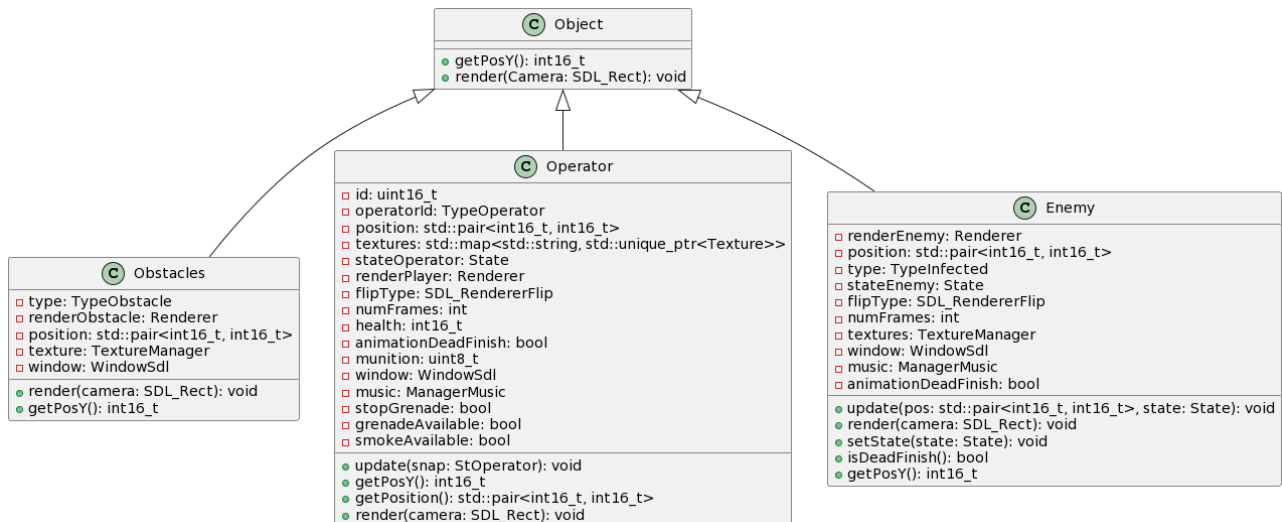 C Object
getPosY(): int16_t
render(Camera: SDL_Rect): void
C Obstacles
type: TypeObstacle
renderObstacle: Renderer
position: std::pair<int16_t, int16_t>
texture: TextureManager
window: WindowSdl
render(camera: SDL_Rect): void
getPosY(): int16_t
C Operator
id: uint16_t
operatorId: TypeOperator
position: std::pair<int16_t, int16_t>
textures: std::map<std::string, std::unique_ptr<Texture>>
stateOperator: State
renderPlayer: Renderer
flipType: SDL_RendererFlip
numFrames: int
health: int16_t
animationDeadFinish: bool
munition: uint8_t
window: WindowSdl
music: ManagerMusic
stopGrenade: bool
grenadeAvailable: bool
smokeAvailable: bool
update(snap: StOperator): void
getPosY(): int16_t
getPosition(): std::pair<int16_t, int16_t>
render(camera: SDL_Rect): void
C Enemy
renderEnemy: Renderer
position: std::pair<int16_t, int16_t>
type: TypeInfected
stateEnemy: State
flipType: SDL_RendererFlip
numFrames: int
textures: TextureManager
window: WindowSdl
music: ManagerMusic
animationDeadFinish: bool
update(pos: std::pair<int16_t, int16_t>, state: State): void
render(camera: SDL_Rect): void
setState(state: State): void
isDeadFinish(): bool
getPosY(): int16_t